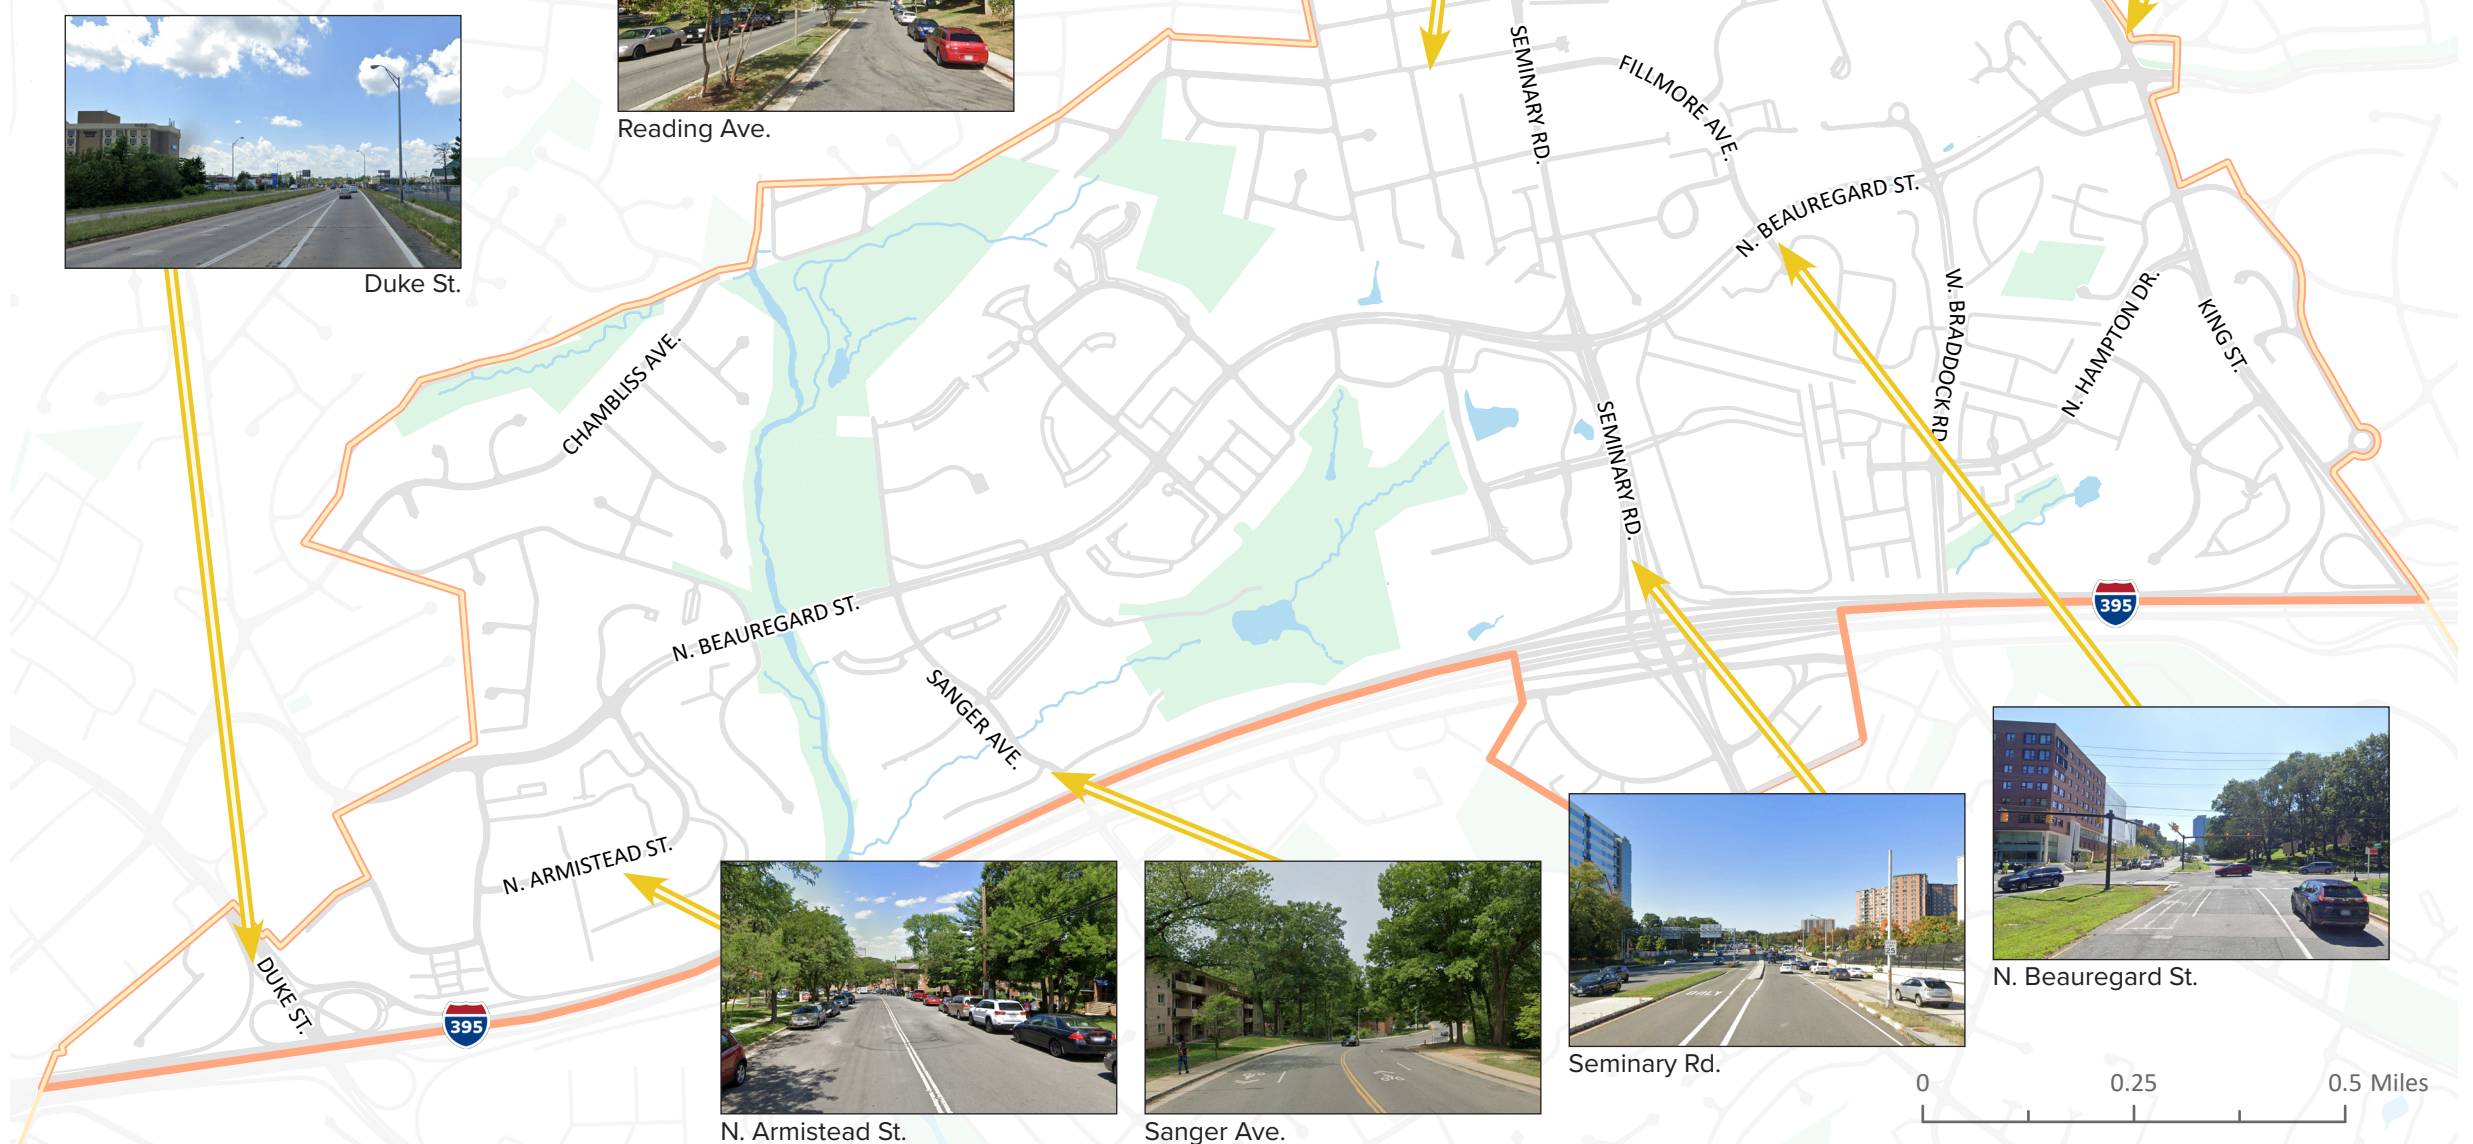 Duke St.
Reading Ave.
SEMINARY RD.
FILLMORE AVE.
N. BEAUREGARD ST.
W. BRADDOCK RD
N. HAMPTON DR.
KING ST.
CHAMBLISS AVE.
SEMINARY RD.
N. BEAUREGARD ST.
SANGER AVE.
395
N. ARMISTEAD ST.
DUKE ST.
395
ONLY
25
N. Beauregard St.
Seminary Rd.
N. Armistead St.
Sanger Ave.
0 0.25 0.5 Miles